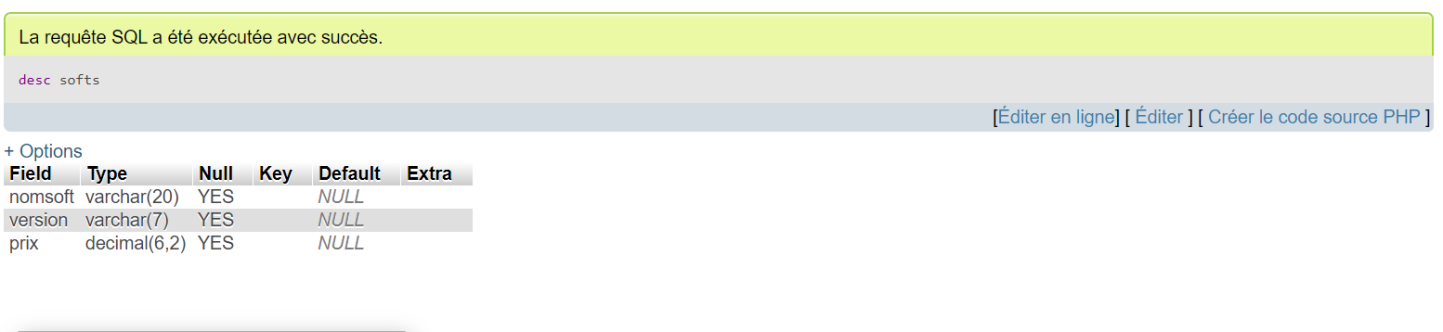 La requête SQL a été exécutée avec succès.
desc softs
[Éditer en ligne] [ Éditer ] [ Créer le code source PHP ]
+ Options
Field Type Null Key Default Extra
nomsoft varchar(20) YES NULL
version varchar(7) YES NULL
prix decimal(6,2) YES NULL